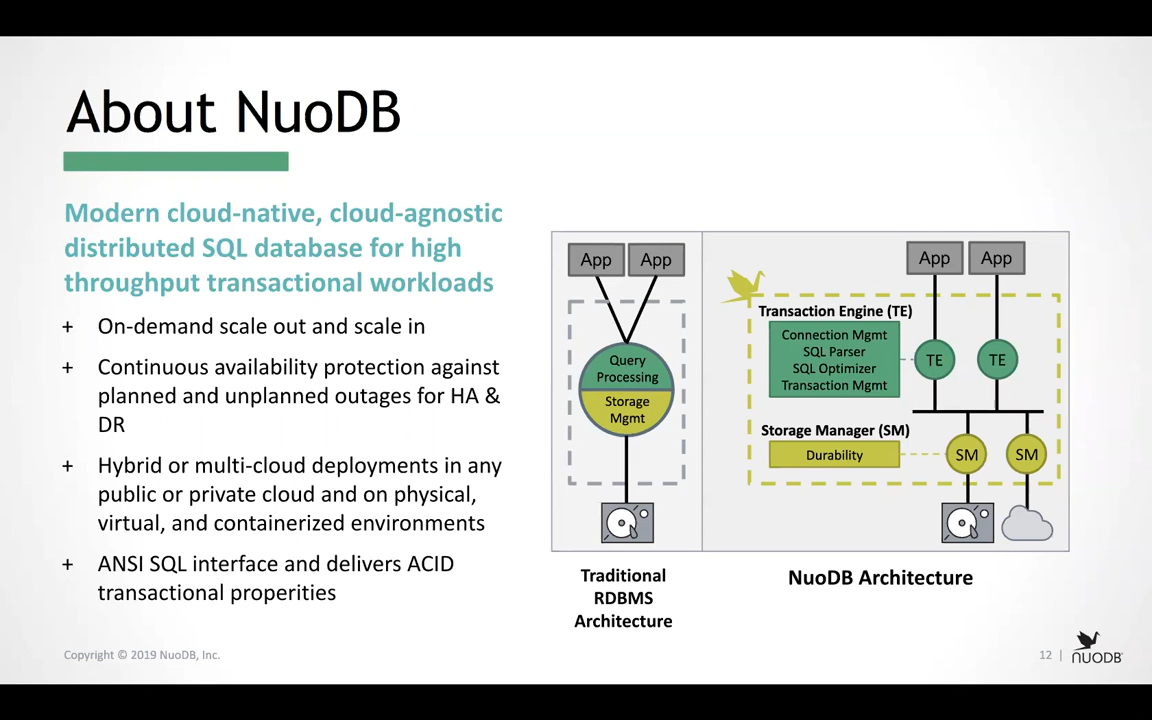 About NuoDB
Modern cloud-native, cloud-agnostic
distributed SQL database for high
throughput transactional workloads
+ On-demand scale out and scale in
+ Continuous availability protection against
planned and unplanned outages for HA &
DR
+ Hybrid or multi-cloud deployments in any
public or private cloud and on physical,
virtual, and containerized environments
+ ANSI SQL interface and delivers ACID
transactional properities
App App
Query
Processing
Storage
Mgmt
Traditional
RDBMS
Architecture
App App
Transaction Engine (TE)
Connection Mgmt
SQL Parser
SQL Optimizer
Transaction Mgmt
TE TE
Storage Manager (SM)
Durability
SM SM
NuoDB Architecture
Copyright © 2019 NuoDB, Inc.
12 |
NUODB